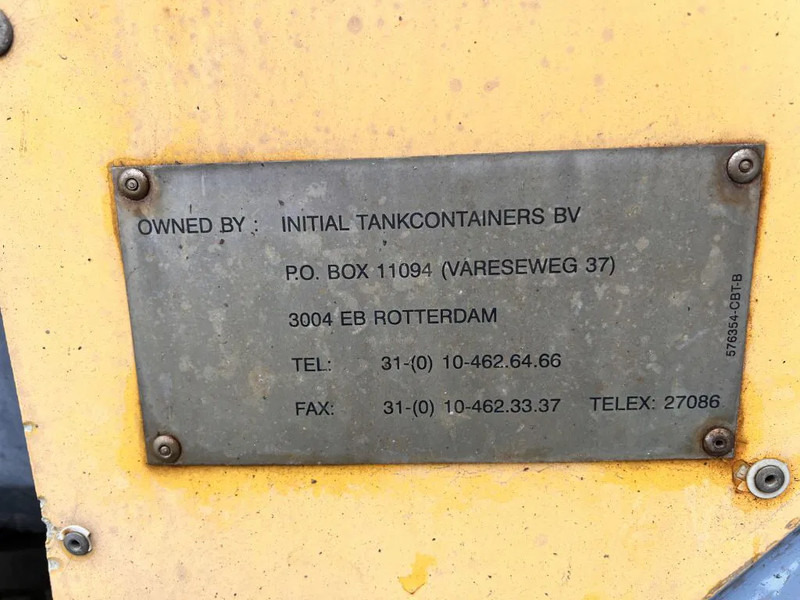 OWNED BY : INITIAL TANKCONTAINERS BV
P.O. BOX 11094 (VARESEWEG 37)
3004 EB ROTTERDAM
TEL: 31-(0) 10-462.64.66
FAX: 31-(0) 10-462.33.37 TELEX: 27086
576354-CBT-B